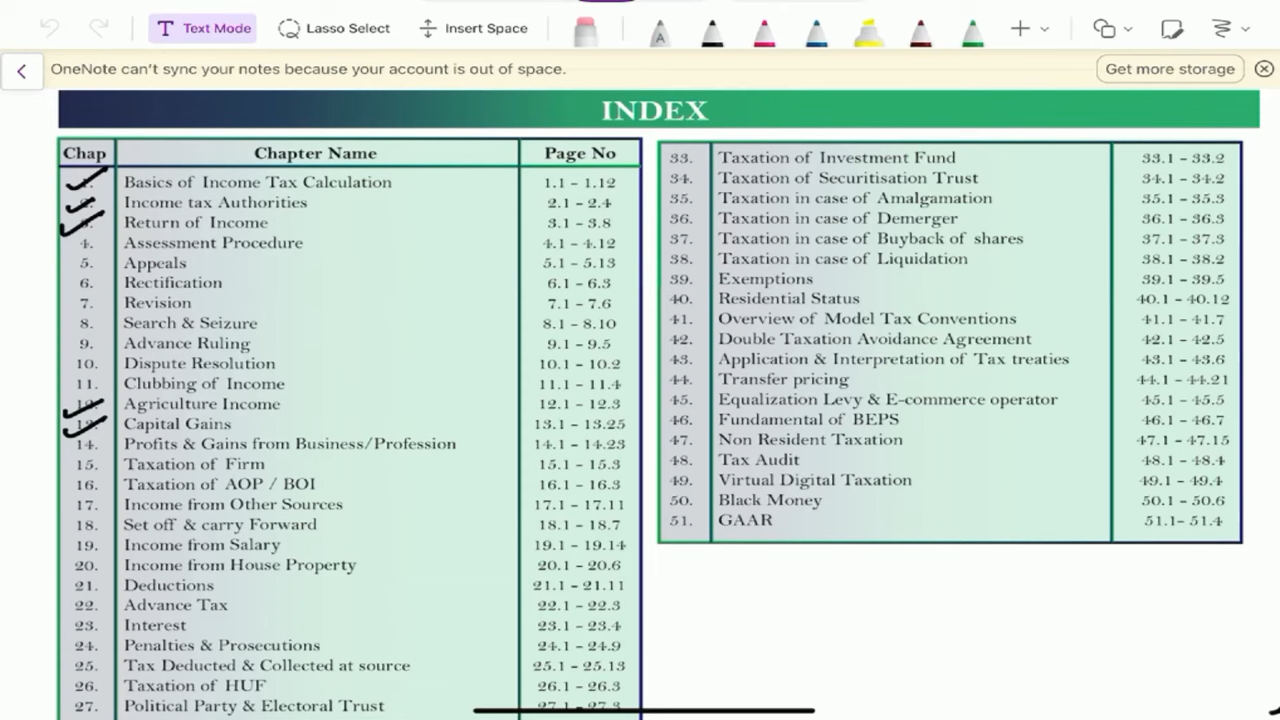 Text Mode Lasso Select Insert Space
OneNote can't sync your notes because your account is out of space. Get more storage
INDEX
Chap Chapter Name Page No
Basics of Income Tax Calculation 1.1 - 1.12
Income tax Authorities 2.1 - 2.4
Return of Income 3.1 - 3.8
4. Assessment Procedure 4.1 - 4.12
5. Appeals 5.1 - 5.13
6. Rectification 6.1 - 6.3
7. Revision 7.1 - 7.6
8. Search & Seizure 8.1 - 8.10
9. Advance Ruling 9.1 - 9.5
10. Dispute Resolution 10.1 - 10.2
11. Clubbing of Income 11.1 - 11.4
Agriculture Income 12.1 - 12.3
Capital Gains 13.1 - 13.25
14. Profits & Gains from Business/Profession 14.1 - 14.23
15. Taxation of Firm 15.1 - 15.3
16. Taxation of AOP / BOI 16.1 - 16.3
17. Income from Other Sources 17.1 - 17.11
18. Set off & carry Forward 18.1 - 18.7
19. Income from Salary 19.1 - 19.14
20. Income from House Property 20.1 - 20.6
21. Deductions 21.1 - 21.11
22. Advance Tax 22.1 - 22.3
23. Interest 23.1 - 23.4
24. Penalties & Prosecutions 24.1 - 24.9
25. Tax Deducted & Collected at source 25.1 - 25.13
26. Taxation of HUF 26.1 - 26.3
27. Political Party & Electoral Trust 27.1 - 27.3
33. Taxation of Investment Fund 33.1 - 33.2
34. Taxation of Securitisation Trust 34.1 - 34.2
35. Taxation in case of Amalgamation 35.1 - 35.3
36. Taxation in case of Demerger 36.1 - 36.3
37. Taxation in case of Buyback of shares 37.1 - 37.3
38. Taxation in case of Liquidation 38.1 - 38.2
39. Exemptions 39.1 - 39.5
40. Residential Status 40.1 - 40.12
41. Overview of Model Tax Conventions 41.1 - 41.7
42. Double Taxation Avoidance Agreement 42.1 - 42.5
43. Application & Interpretation of Tax treaties 43.1 - 43.6
44. Transfer pricing 44.1 - 44.21
45. Equalization Levy & E-commerce operator 45.1 - 45.5
46. Fundamental of BEPS 46.1 - 46.7
47. Non Resident Taxation 47.1 - 47.15
48. Tax Audit 48.1 - 48.4
49. Virtual Digital Taxation 49.1 - 49.4
50. Black Money 50.1 - 50.6
51. GAAR 51.1- 51.4